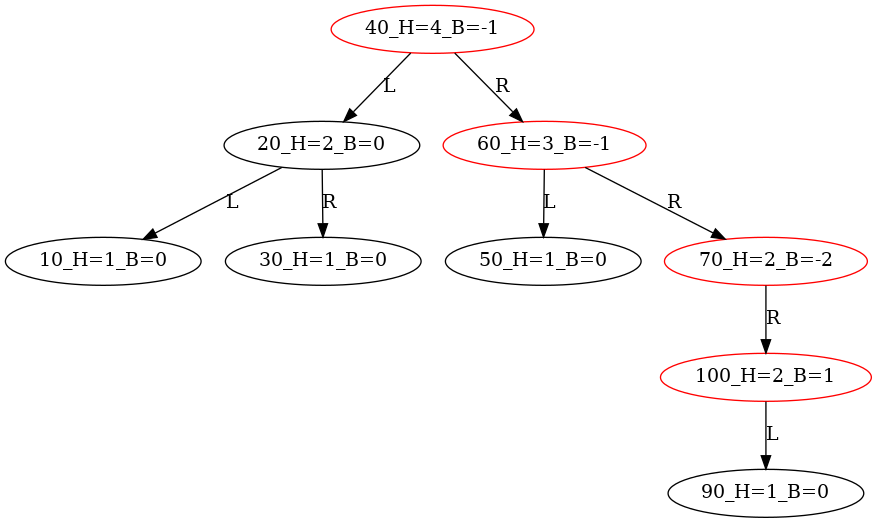 40_H=4_B=-1
L
R
20_H=2_B=0
60_H=3_B=-1
L
R
L
R
10_H=1_B=0
30_H=1_B=0
50_H=1_B=0
70_H=2_B=-2
R
100_H=2_B=1
L
90_H=1_B=0